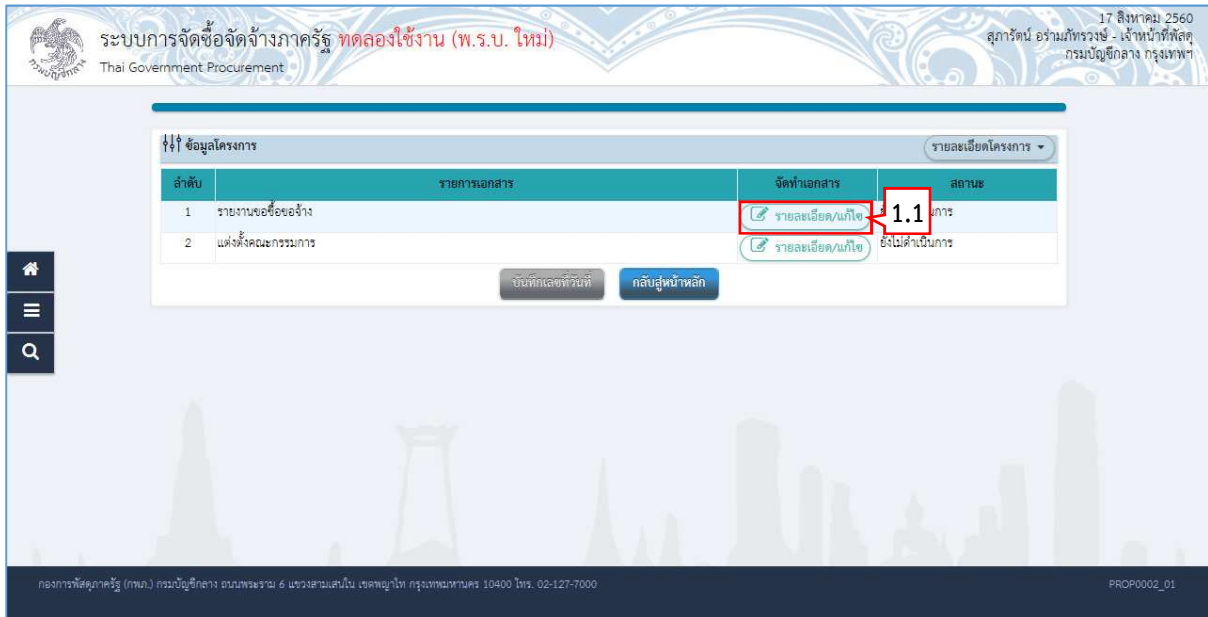 17 สิงหาคม 2560
ระบบการจัดซื้อจัดจ้างภาครัฐ ทดลองใช้งาน (พ.ร.บ. ใหม่)
สุภารัตน์ อร่ามภัทรวงษ์ - เจ้าหน้าที่พัสดุ
Thai Government Procurement
กรมบัญชีกลาง กรุงเทพฯ
กรมบัญชีกลาง
ข้อมูลโครงการ
รายละเอียดโครงการ
ลำดับ รายการเอกสาร จัดทำเอกสาร สถานะ
1 รายงานขอซื้อขอจ้าง รายละเอียด/แก้ไข 1.1
2 แต่งตั้งคณะกรรมการ รายละเอียด/แก้ไข ยังไม่ดำเนินการ
บันทึกเลขที่วันที่ กลับสู่หน้าหลัก
กองการพัสดุภาครัฐ (กพภ.) กรมบัญชีกลาง ถนนพระราม 6 แขวงสามเสนใน เขตพญาไท กรุงเทพมหานคร 10400 โทร. 02-127-7000
PROP0002_01